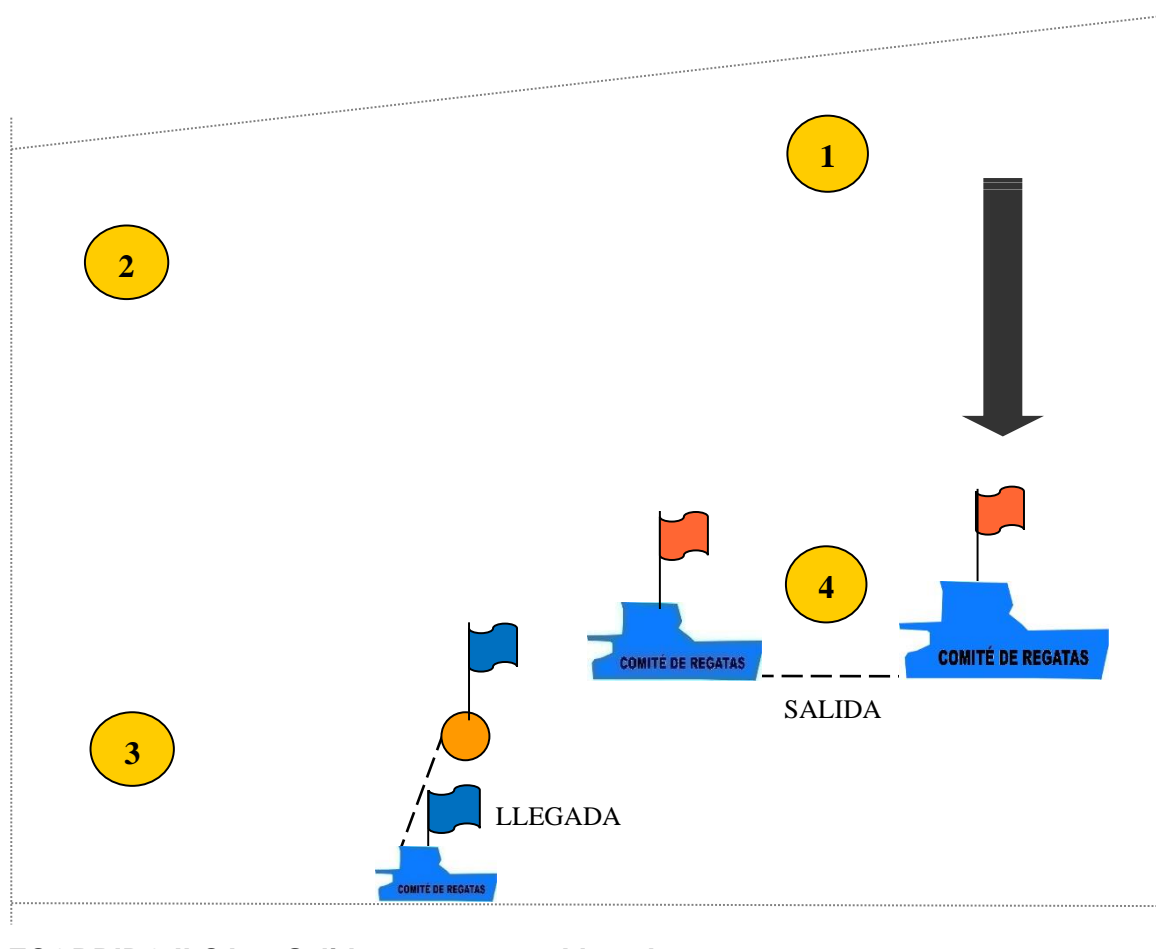 1
2
4
COMITÉ DE REGATAS
COMITÉ DE REGATAS
SALIDA
3
LLEGADA
COMITÉ DE REGATAS